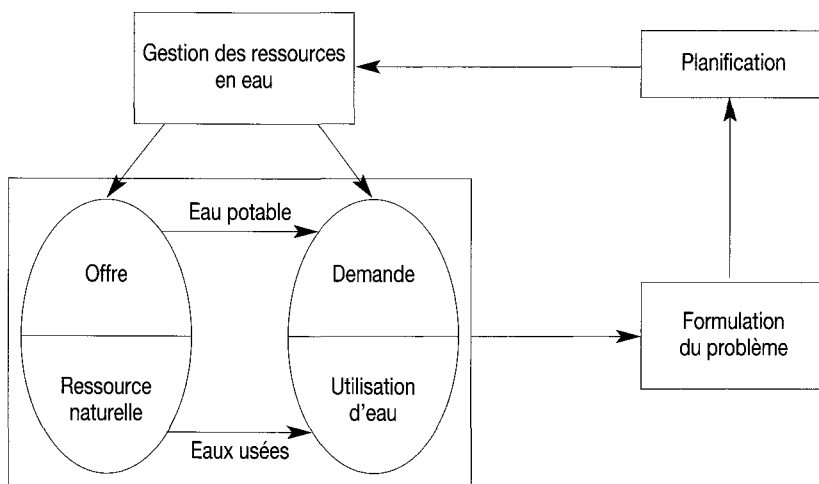 Gestion des ressources
en eau
Planification
Eau potable
Offre
Demande
Formulation
du problème
Ressource
naturelle
Utilisation
d'eau
Eaux usées